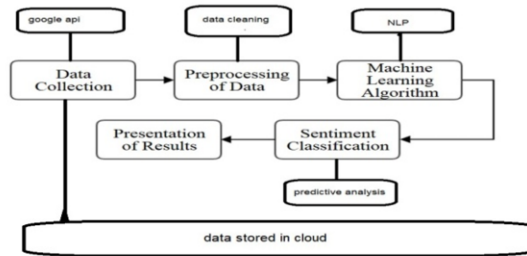 google api
data cleaning
NLP
Data
Collection
Preprocessing
of Data
Machine
Learning
Algorithm
Presentation
of Results
Sentiment
Classification
predictive analysis
data stored in cloud